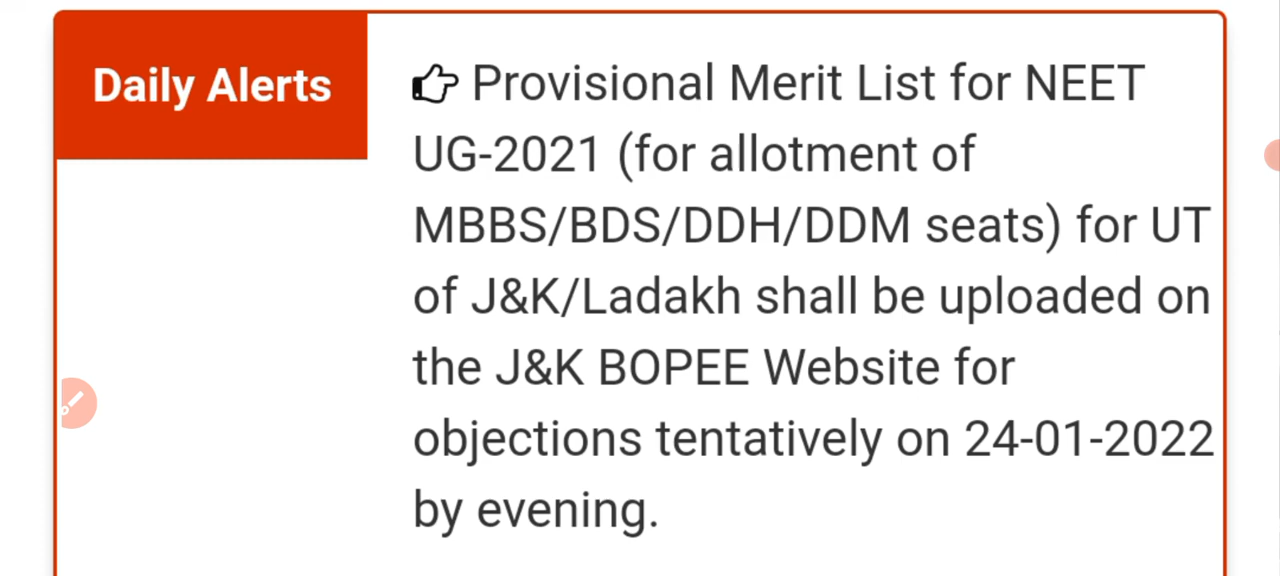 Daily Alerts
Provisional Merit List for NEET
UG-2021 (for allotment of
MBBS/BDS/DDH/DDM seats) for UT
of J&K/Ladakh shall be uploaded on
the J&K BOPEE Website for
objections tentatively on 24-01-2022
by evening.